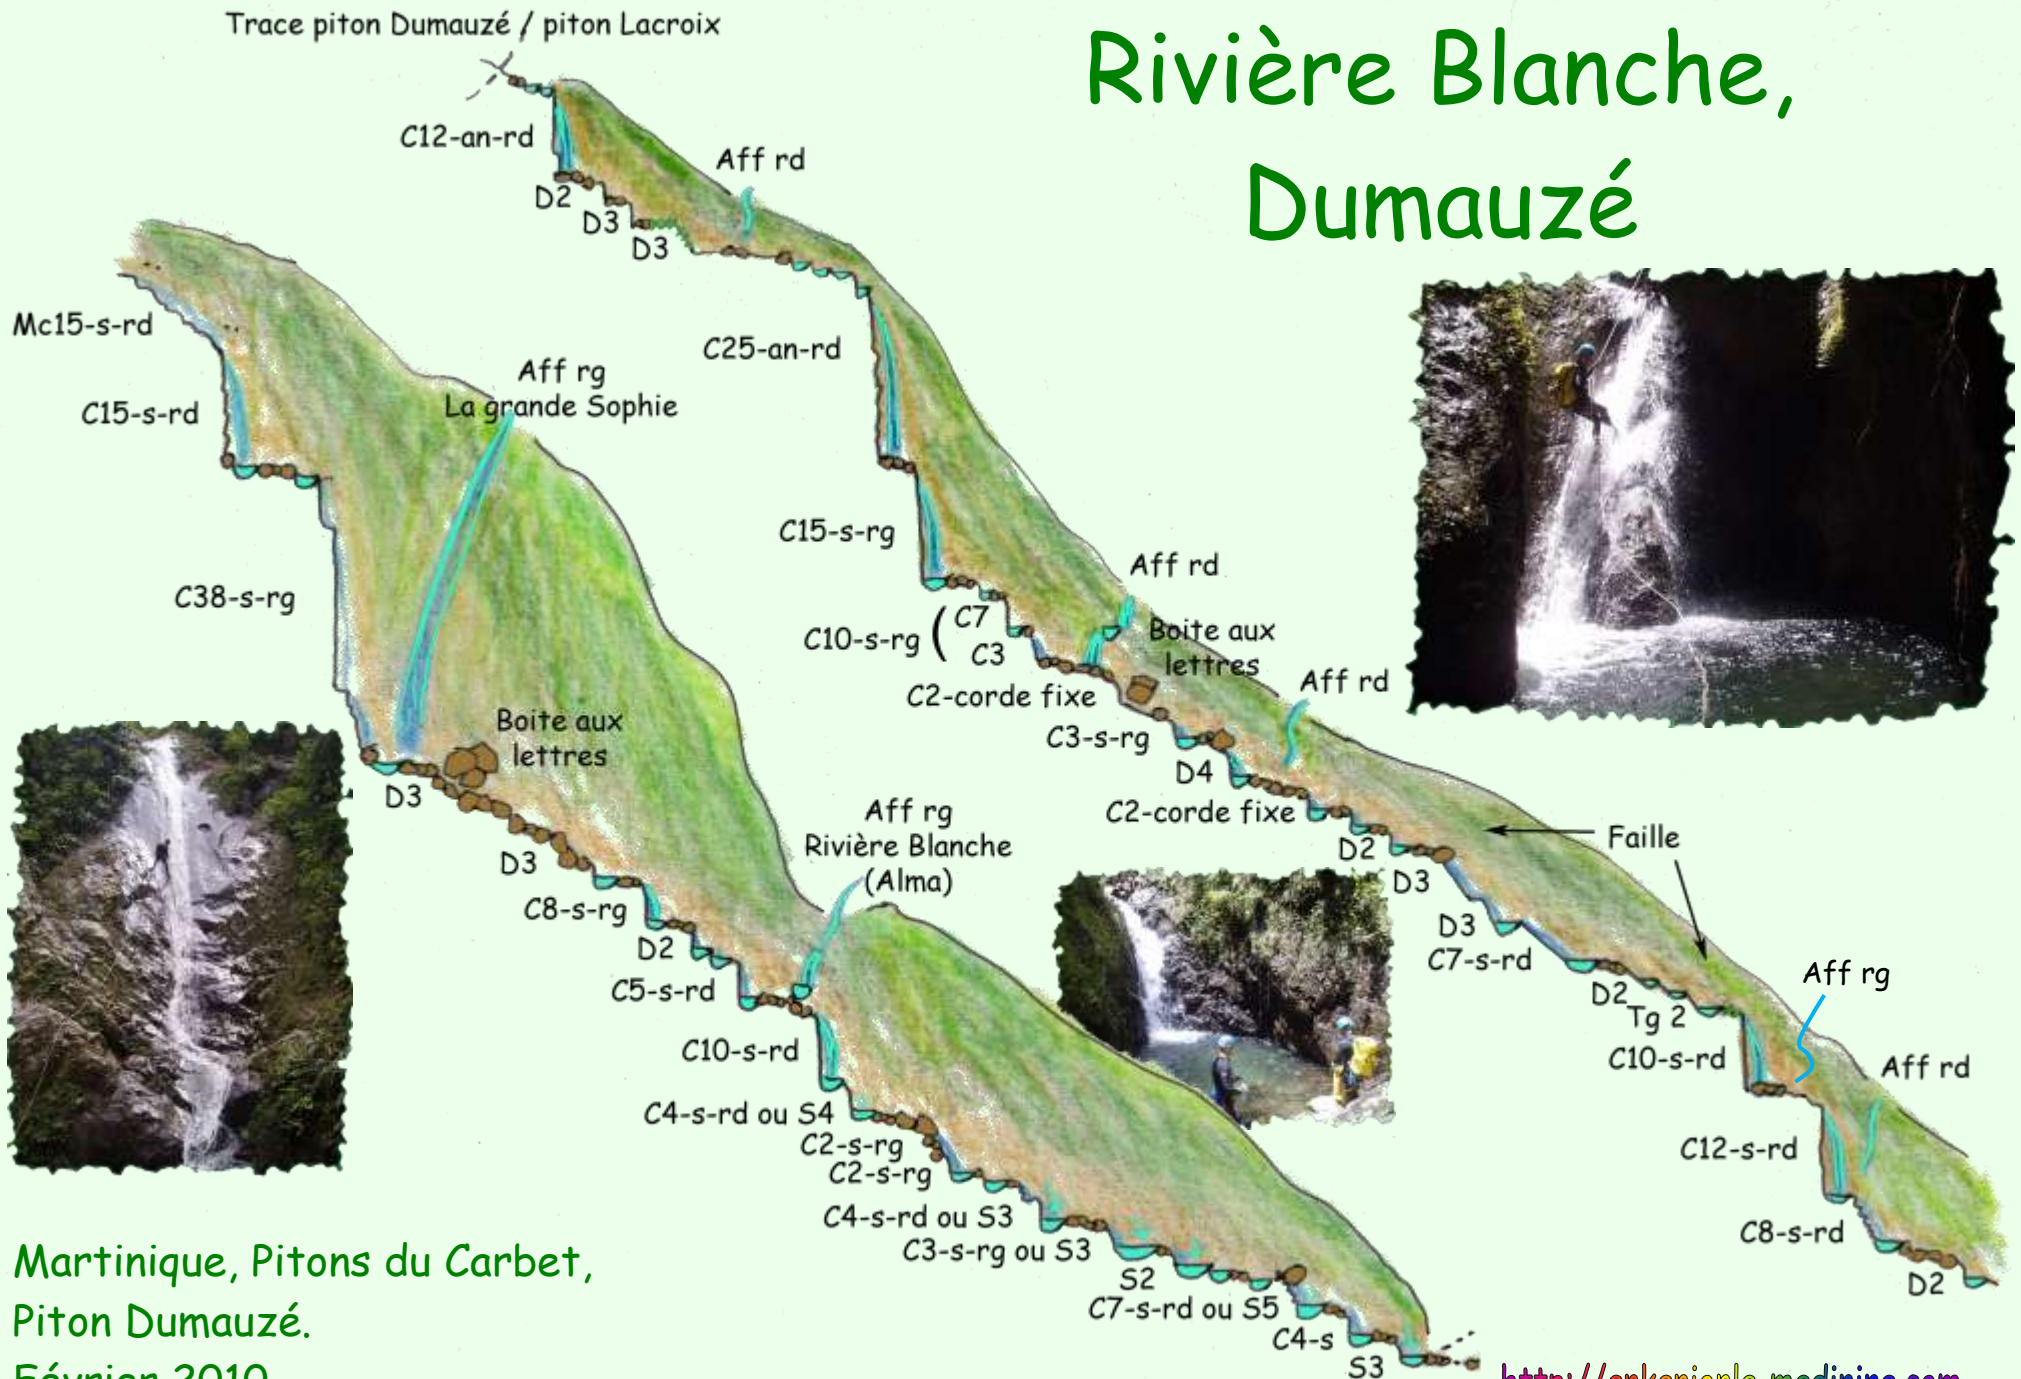 Trace piton Dumauzé / piton Lacroix
Rivière Blanche,
Dumauzé
C12-an-rd
Aff rd
D2
D3
D3
C25-an-rd
C15-s-rg
Aff rd
C10-s-rg (
C7
C3
Boite aux
lettres
C2-corde fixe
Aff rd
C3-s-rg
D4
C2-corde fixe
D2
Faille
D3
D3
C7-s-rd
D2
Tg 2
Aff rg
C10-s-rd
Aff rd
C12-s-rd
C8-s-rd
D2
Mc15-s-rd
C15-s-rd
Aff rg
La grande Sophie
C38-s-rg
Boite aux
lettres
D3
D3
C8-s-rg
Aff rg
Rivière Blanche
(Alma)
D2
C5-s-rd
C10-s-rd
C4-s-rd ou S4
C2-s-rg
C2-s-rg
C4-s-rd ou S3
C3-s-rg ou S3
S2
C7-s-rd ou S5
C4-s
S3
Martinique, Pitons du Carbet,
Piton Dumauzé.
Février 2010